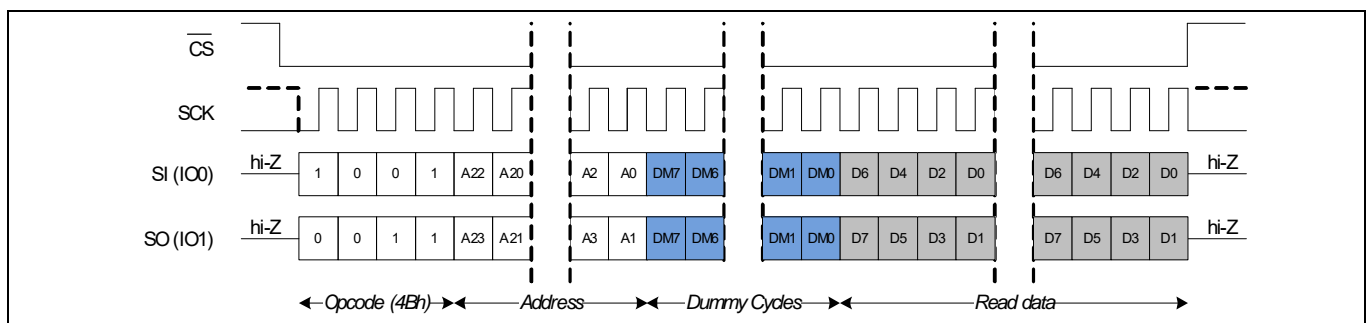 CS
SCK
SI (IO0) hi-Z 1 0 0 1 A22 A20 A2 A0 DM7 DM6 DM1 DM0 D6 D4 D2 D0 D6 D4 D2 D0 hi-Z
SO (IO1) hi-Z 0 0 1 1 A23 A21 A3 A1 DM7 DM6 DM1 DM0 D7 D5 D3 D1 D7 D5 D3 D1 hi-Z
Opcode (4Bh) Address Dummy Cycles Read data